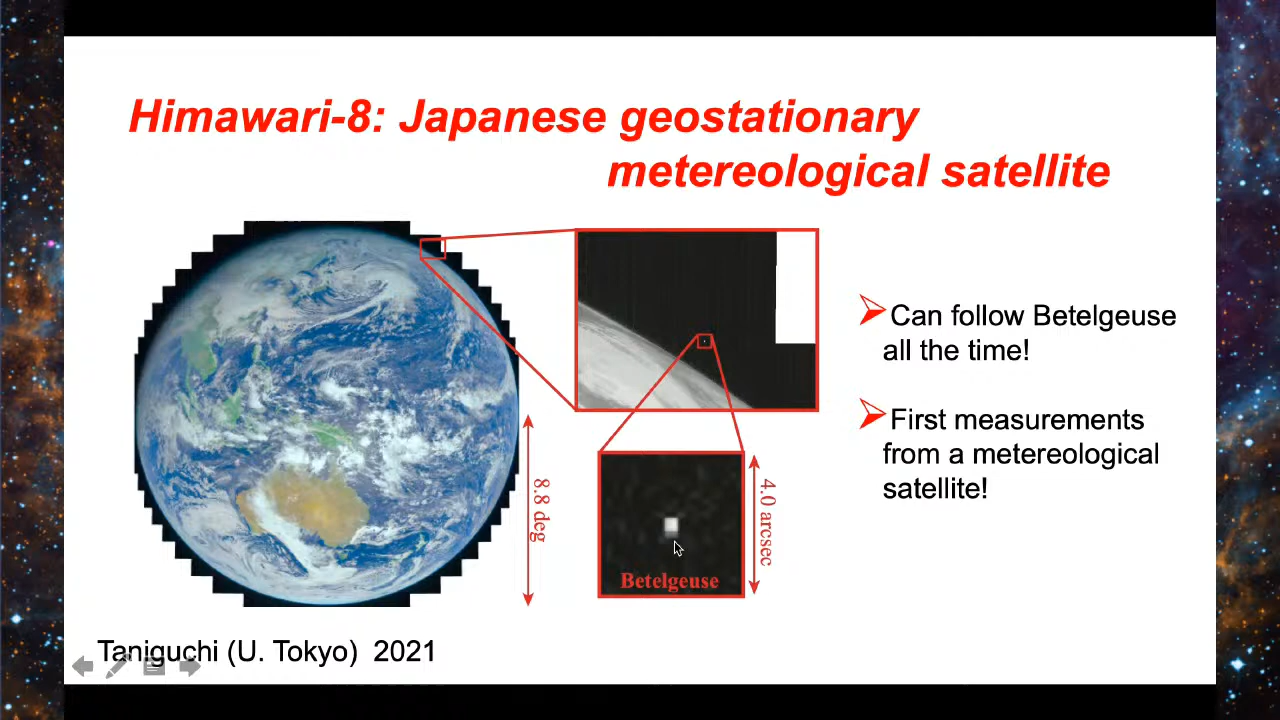 Himawari-8: Japanese geostationary
metereological satellite
8.8 deg
4.0 arcsec
Betelgeuse
Can follow Betelgeuse
all the time!
First measurements
from a metereological
satellite!
Taniguchi (U. Tokyo) 2021